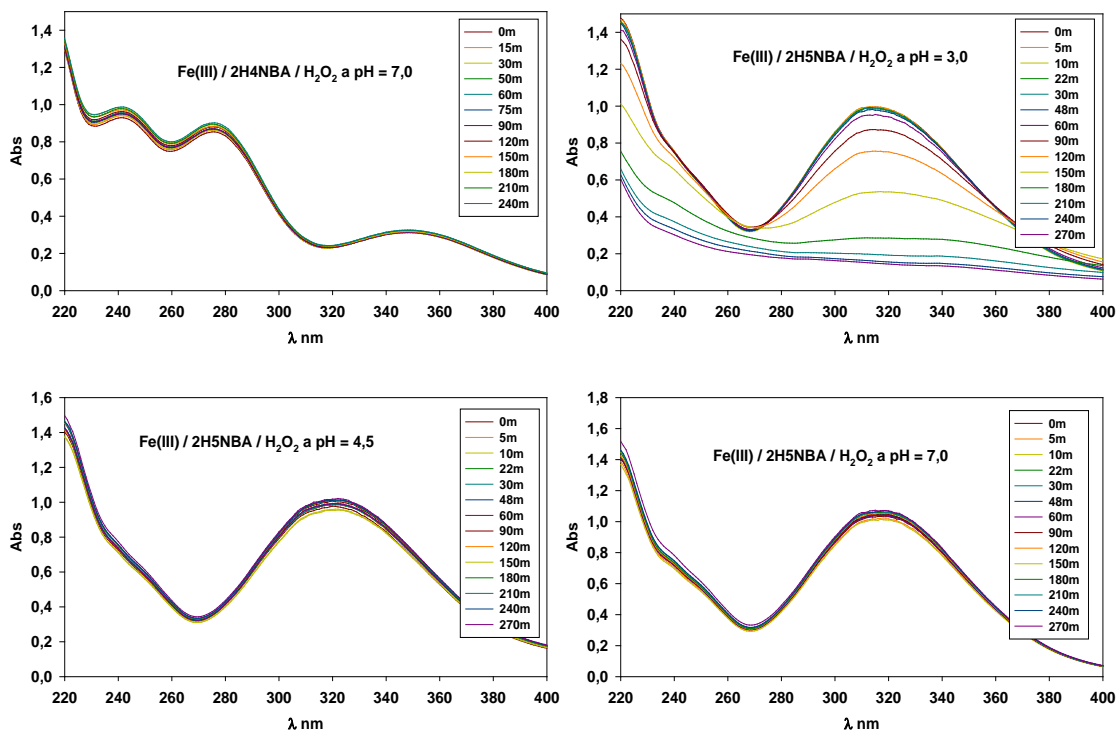 Fe(III) / 2H4NBA / H₂O₂ a pH = 7,0
Abs
1,4
1,2
1,0
0,8
0,6
0,4
0,2
0,0
220 240 260 280 300 320 340 360 380 400
λ nm
0m
15m
30m
50m
60m
75m
90m
120m
150m
180m
210m
240m
Fe(III) / 2H5NBA / H₂O₂ a pH = 3,0
Abs
1,4
1,2
1,0
0,8
0,6
0,4
0,2
0,0
220 240 260 280 300 320 340 360 380 400
λ nm
0m
5m
10m
22m
30m
48m
60m
90m
120m
150m
180m
210m
240m
270m
Fe(III) / 2H5NBA / H₂O₂ a pH = 4,5
Abs
1,6
1,4
1,2
1,0
0,8
0,6
0,4
0,2
0,0
220 240 260 280 300 320 340 360 380 400
λ nm
0m
5m
10m
22m
30m
48m
60m
90m
120m
150m
180m
210m
240m
270m
Fe(III) / 2H5NBA / H₂O₂ a pH = 7,0
Abs
1,8
1,6
1,4
1,2
1,0
0,8
0,6
0,4
0,2
0,0
220 240 260 280 300 320 340 360 380 400
λ nm
0m
5m
10m
22m
30m
48m
60m
90m
120m
150m
180m
210m
240m
270m